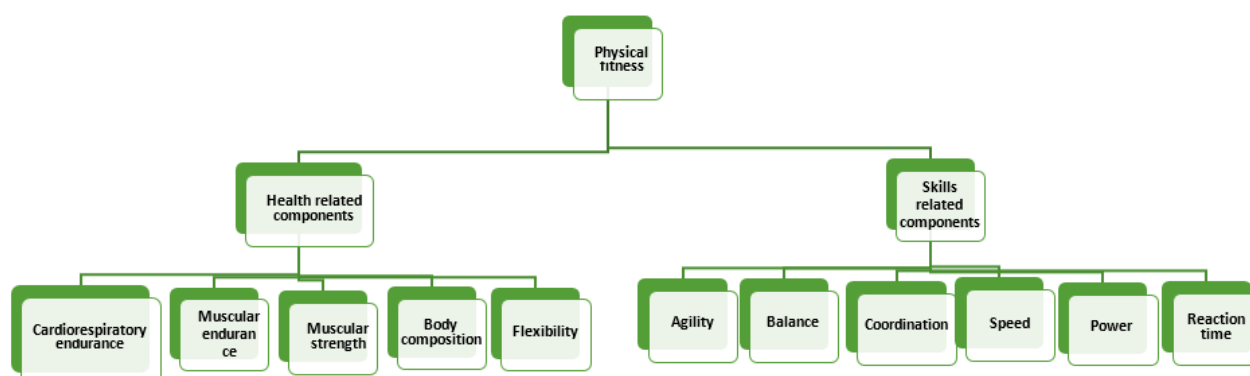 Physical
fitness
Health related
components
Skills
related
components
Cardiorespiratory
endurance
Muscular
enduran
ce
Muscular
strength
Body
composition
Flexibility
Agility
Balance
Coordination
Speed
Power
Reaction
time